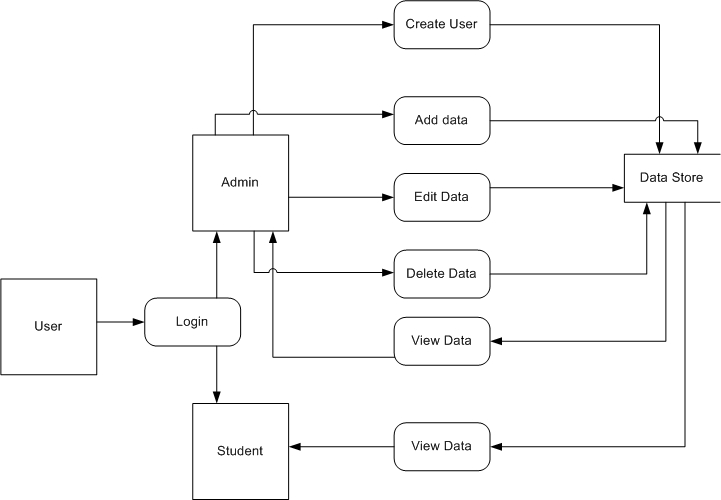 Create User
Add data
Admin
Data Store
Edit Data
Delete Data
User
Login
View Data
Student
View Data